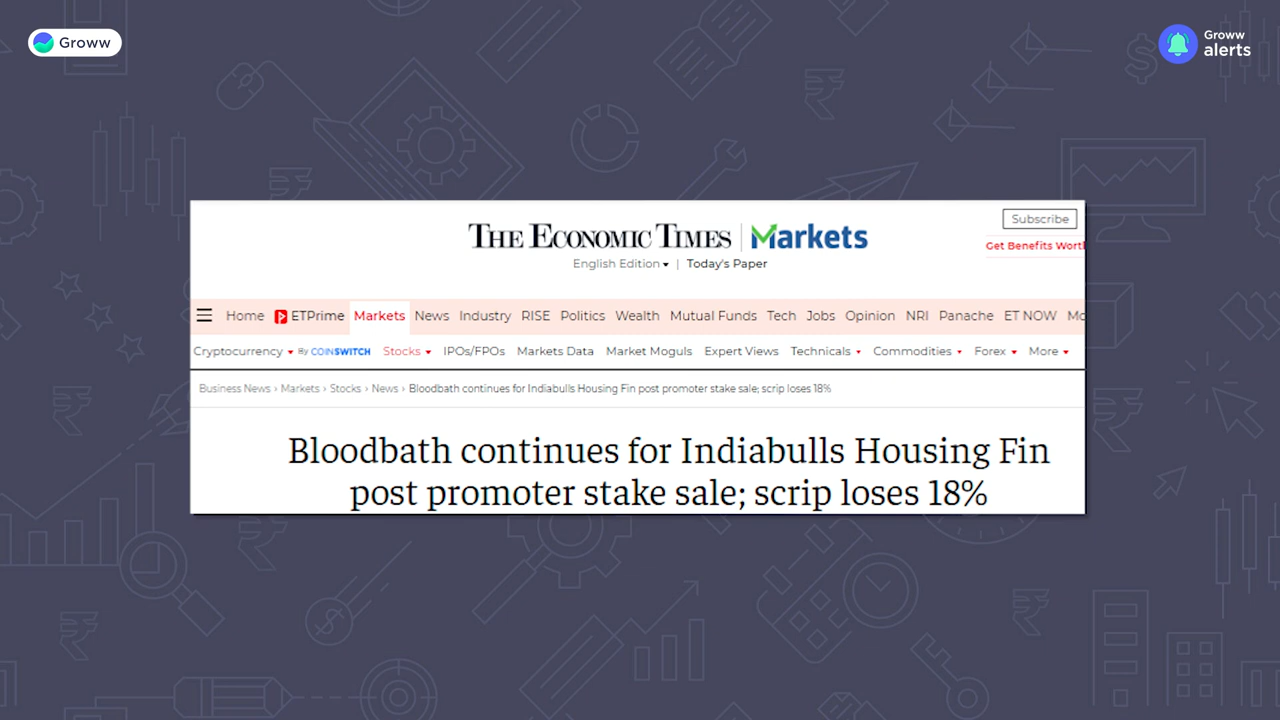 Groww
Groww
alerts
Subscribe
THE ECONOMIC TIMES | Markets
Get Benefits Worth
English Edition | Today's Paper
Home ETPrime Markets News Industry RISE Politics Wealth Mutual Funds Tech Jobs Opinion NRI Panache ET NOW Mo
Cryptocurrency By COINSWITCH Stocks IPOs/FPOs Markets Data Market Moguls Expert Views Technicals Commodities Forex More
Business News › Markets › Stocks › News › Bloodbath continues for Indiabulls Housing Fin post promoter stake sale; scrip loses 18%
Bloodbath continues for Indiabulls Housing Fin
post promoter stake sale; scrip loses 18%